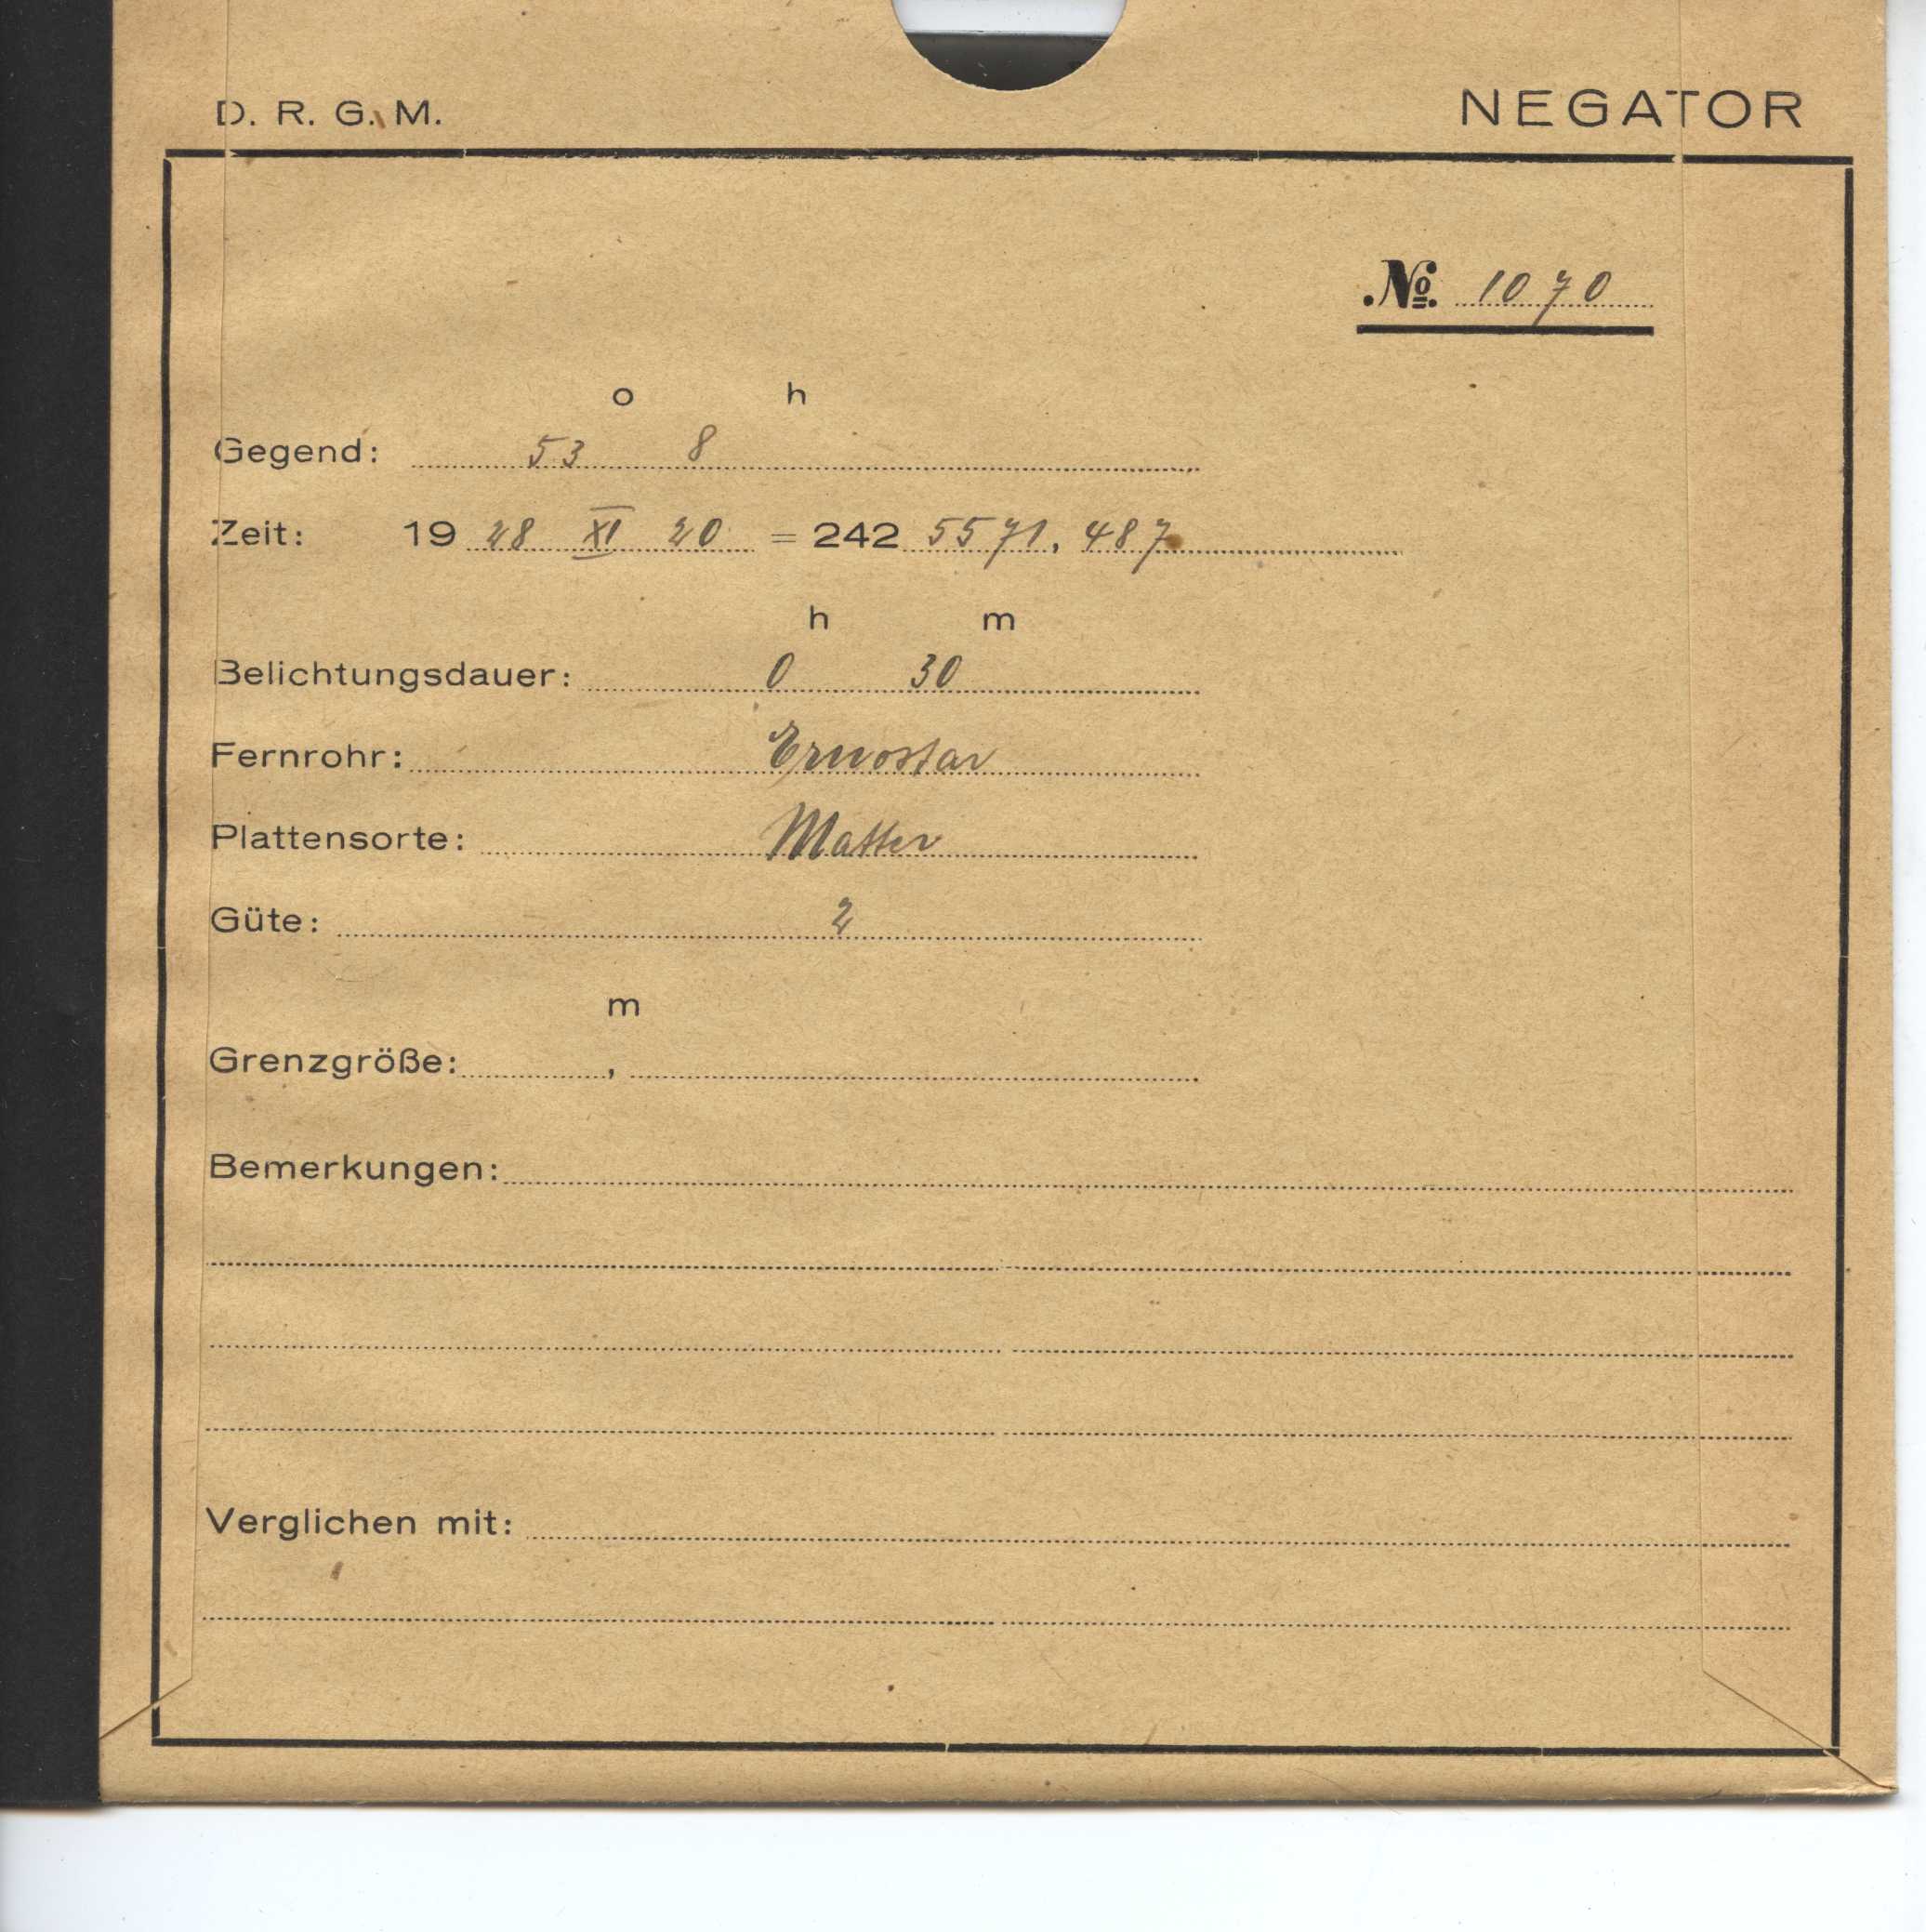 D. R. G. M. NEGATOR
№ 1070
o h
Gegend: 53 8
Zeit: 19 28 XI 20 = 242 5571, 487
h m
Belichtungsdauer: 0 30
Fernrohr: Ernostar
Plattensorte: Matter
Güte: 2
m
Grenzgröße: ,
Bemerkungen:
Verglichen mit: